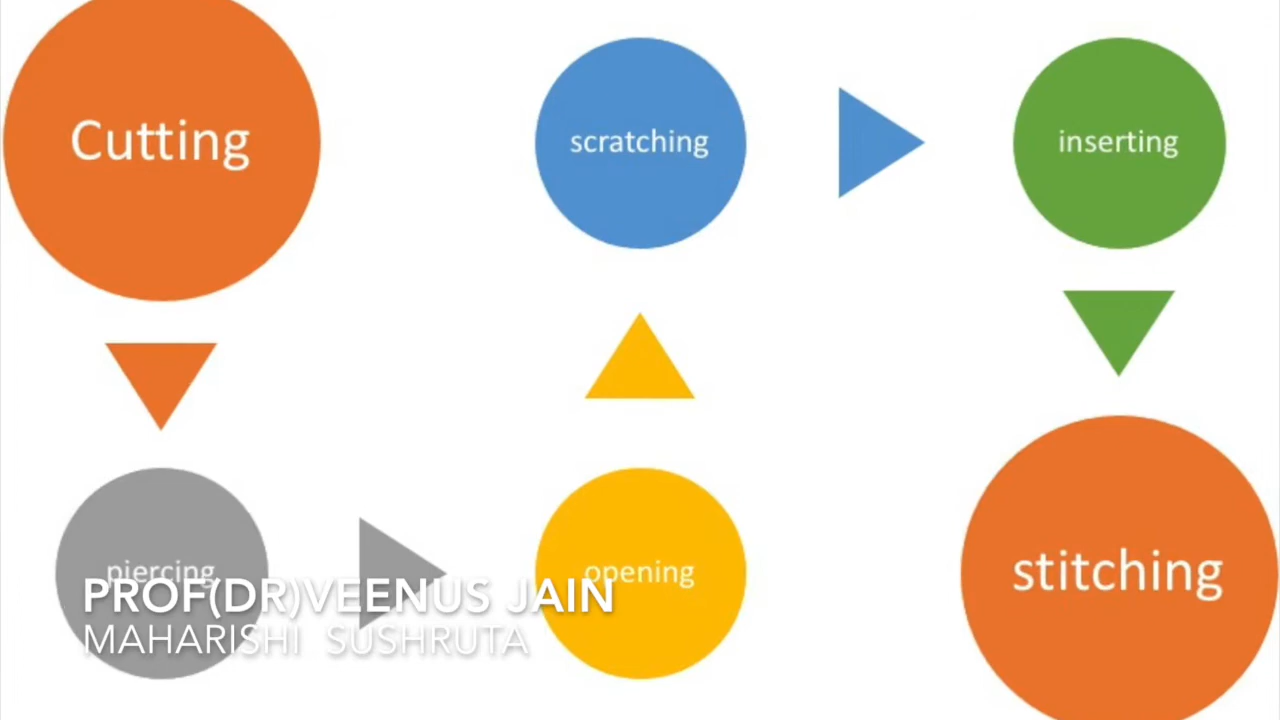 Cutting
piercing
opening
scratching
inserting
stitching
PROF(DR)VEENUS JAIN
MAHARISHI SUSHRUTA